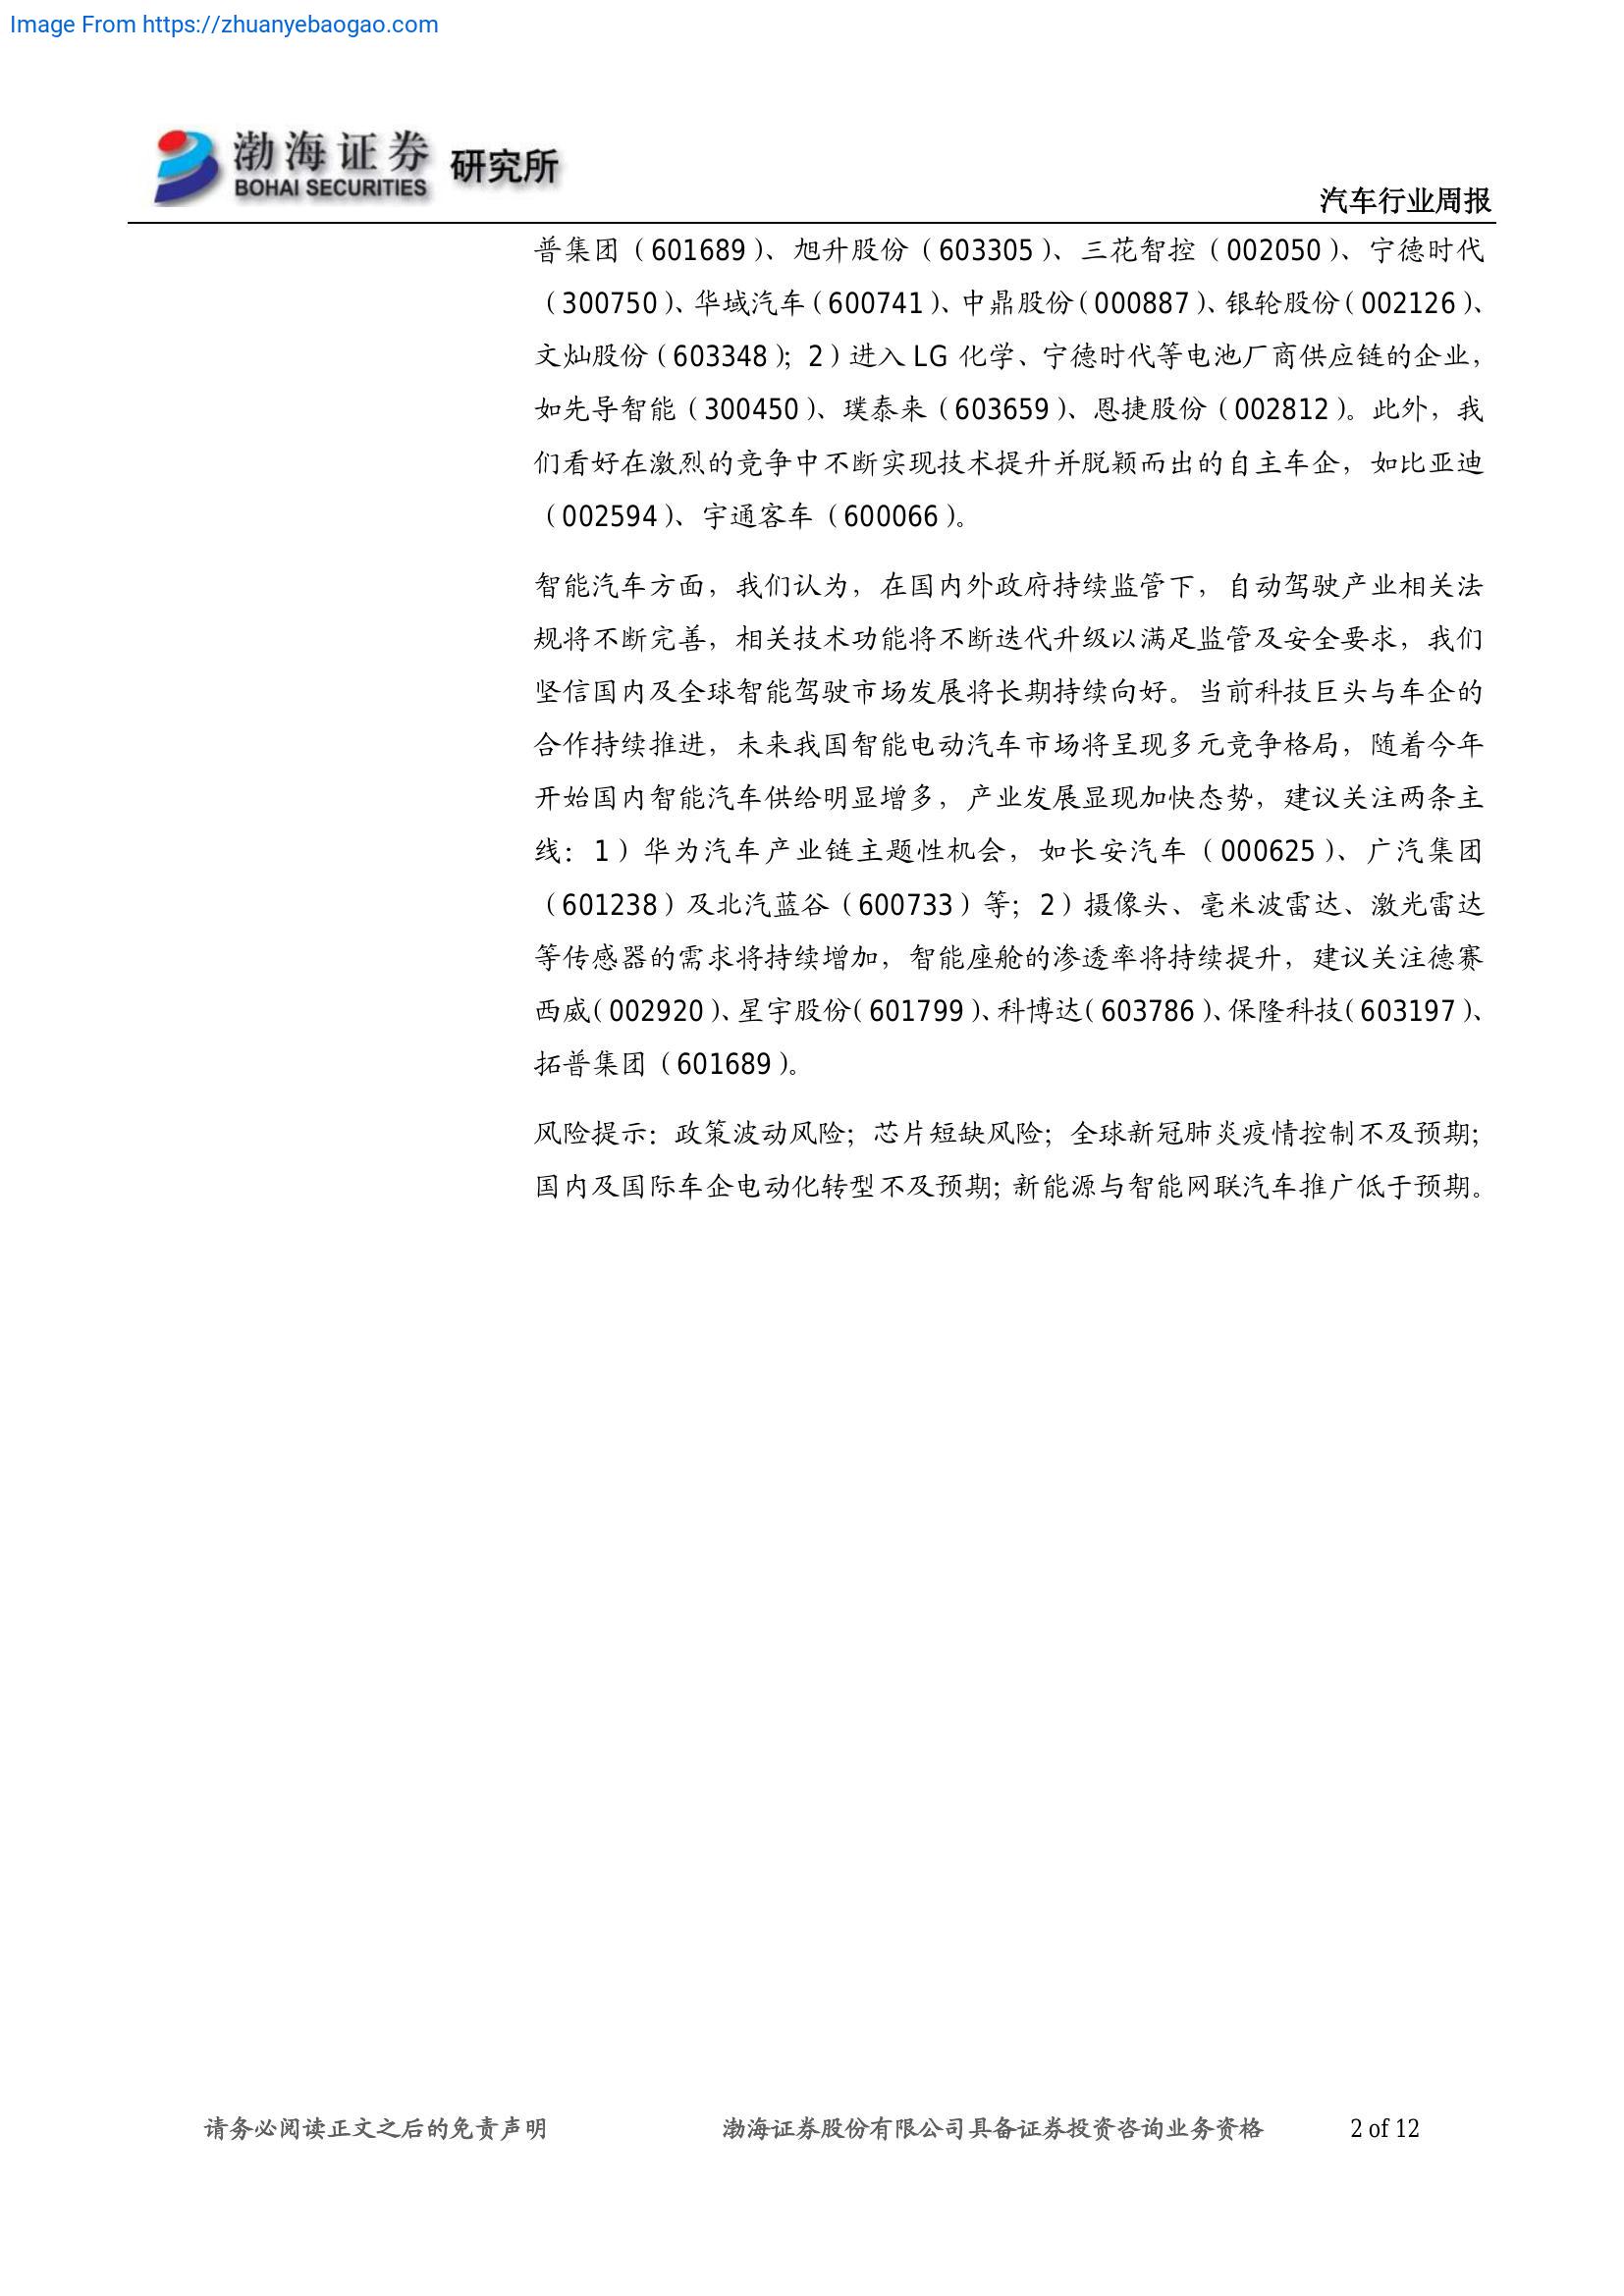 Image From https://zhuanyebaogao.com
渤海证券 研究所
BOHAI SECURITIES
汽车行业周报
普集团（601689）、旭升股份（603305）、三花智控（002050）、宁德时代
（300750）、华域汽车（600741）、中鼎股份（000887）、银轮股份（002126）、
文灿股份（603348）；2）进入 LG 化学、宁德时代等电池厂商供应链的企业，
如先导智能（300450）、璞泰来（603659）、恩捷股份（002812）。此外，我
们看好在激烈的竞争中不断实现技术提升并脱颖而出的自主车企，如比亚迪
（002594）、宇通客车（600066）。
智能汽车方面，我们认为，在国内外政府持续监管下，自动驾驶产业相关法
规将不断完善，相关技术功能将不断迭代升级以满足监管及安全要求，我们
坚信国内及全球智能驾驶市场发展将长期持续向好。当前科技巨头与车企的
合作持续推进，未来我国智能电动汽车市场将呈现多元竞争格局，随着今年
开始国内智能汽车供给明显增多，产业发展显现加快态势，建议关注两条主
线：1）华为汽车产业链主题性机会，如长安汽车（000625）、广汽集团
（601238）及北汽蓝谷（600733）等；2）摄像头、毫米波雷达、激光雷达
等传感器的需求将持续增加，智能座舱的渗透率将持续提升，建议关注德赛
西威（002920）、星宇股份（601799）、科博达（603786）、保隆科技（603197）、
拓普集团（601689）。
风险提示：政策波动风险；芯片短缺风险；全球新冠肺炎疫情控制不及预期；
国内及国际车企电动化转型不及预期；新能源与智能网联汽车推广低于预期。
请务必阅读正文之后的免责声明 渤海证券股份有限公司具备证券投资咨询业务资格 2 of 12